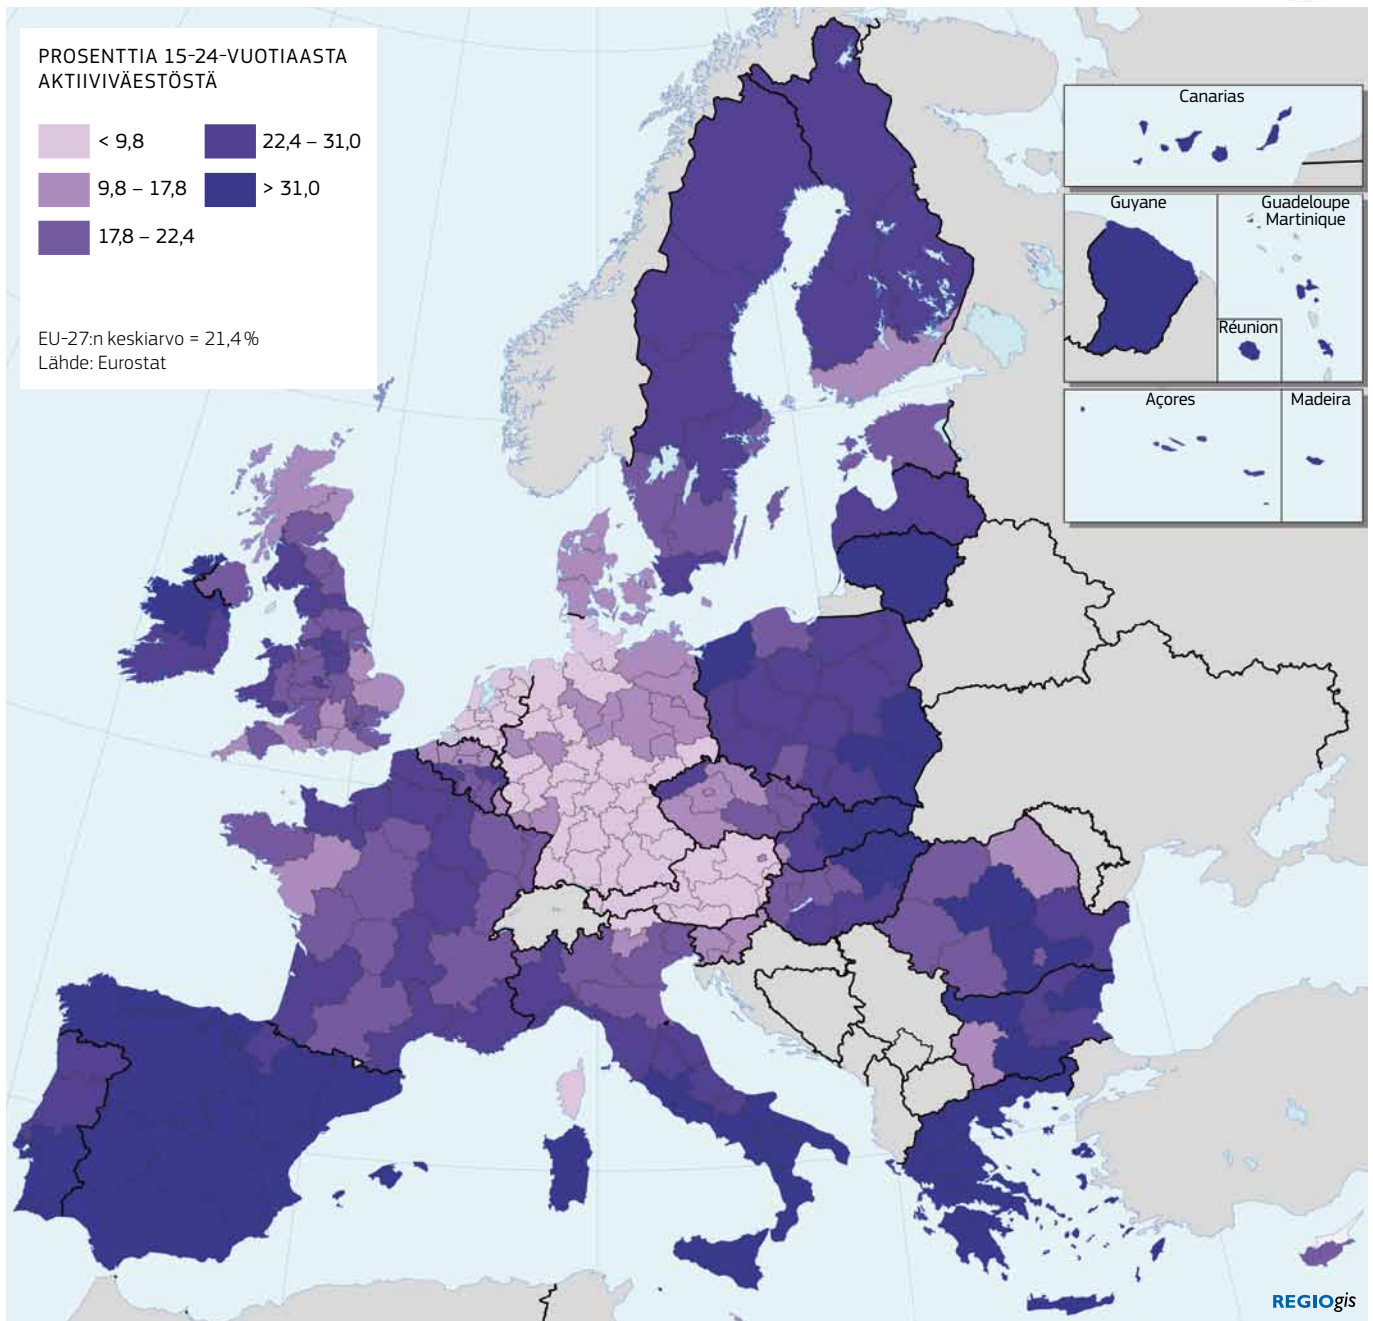 PROSENTTIA 15-24-VUOTIAASTA
AKTIIVIVÄESTÖSTÄ
< 9,8
22,4 – 31,0
9,8 – 17,8
> 31,0
17,8 – 22,4
EU-27:n keskiarvo = 21,4 %
Lähde: Eurostat
Canarias
Guyane
Guadeloupe
Martinique
Réunion
Açores
Madeira
REGIOgis